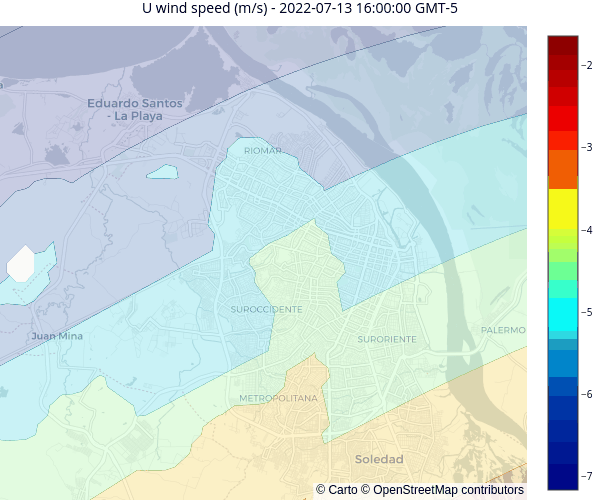 U wind speed (m/s) - 2022-07-13 16:00:00 GMT-5
Eduardo Santos
- La Playa
RIOMAR
SUROCCIDENTE
Juan Mina
SURORIENTE
PALERMO
METROPOLITANA
Soledad
© Carto © OpenStreetMap contributors
−2
−3
−4
−5
−6
−7